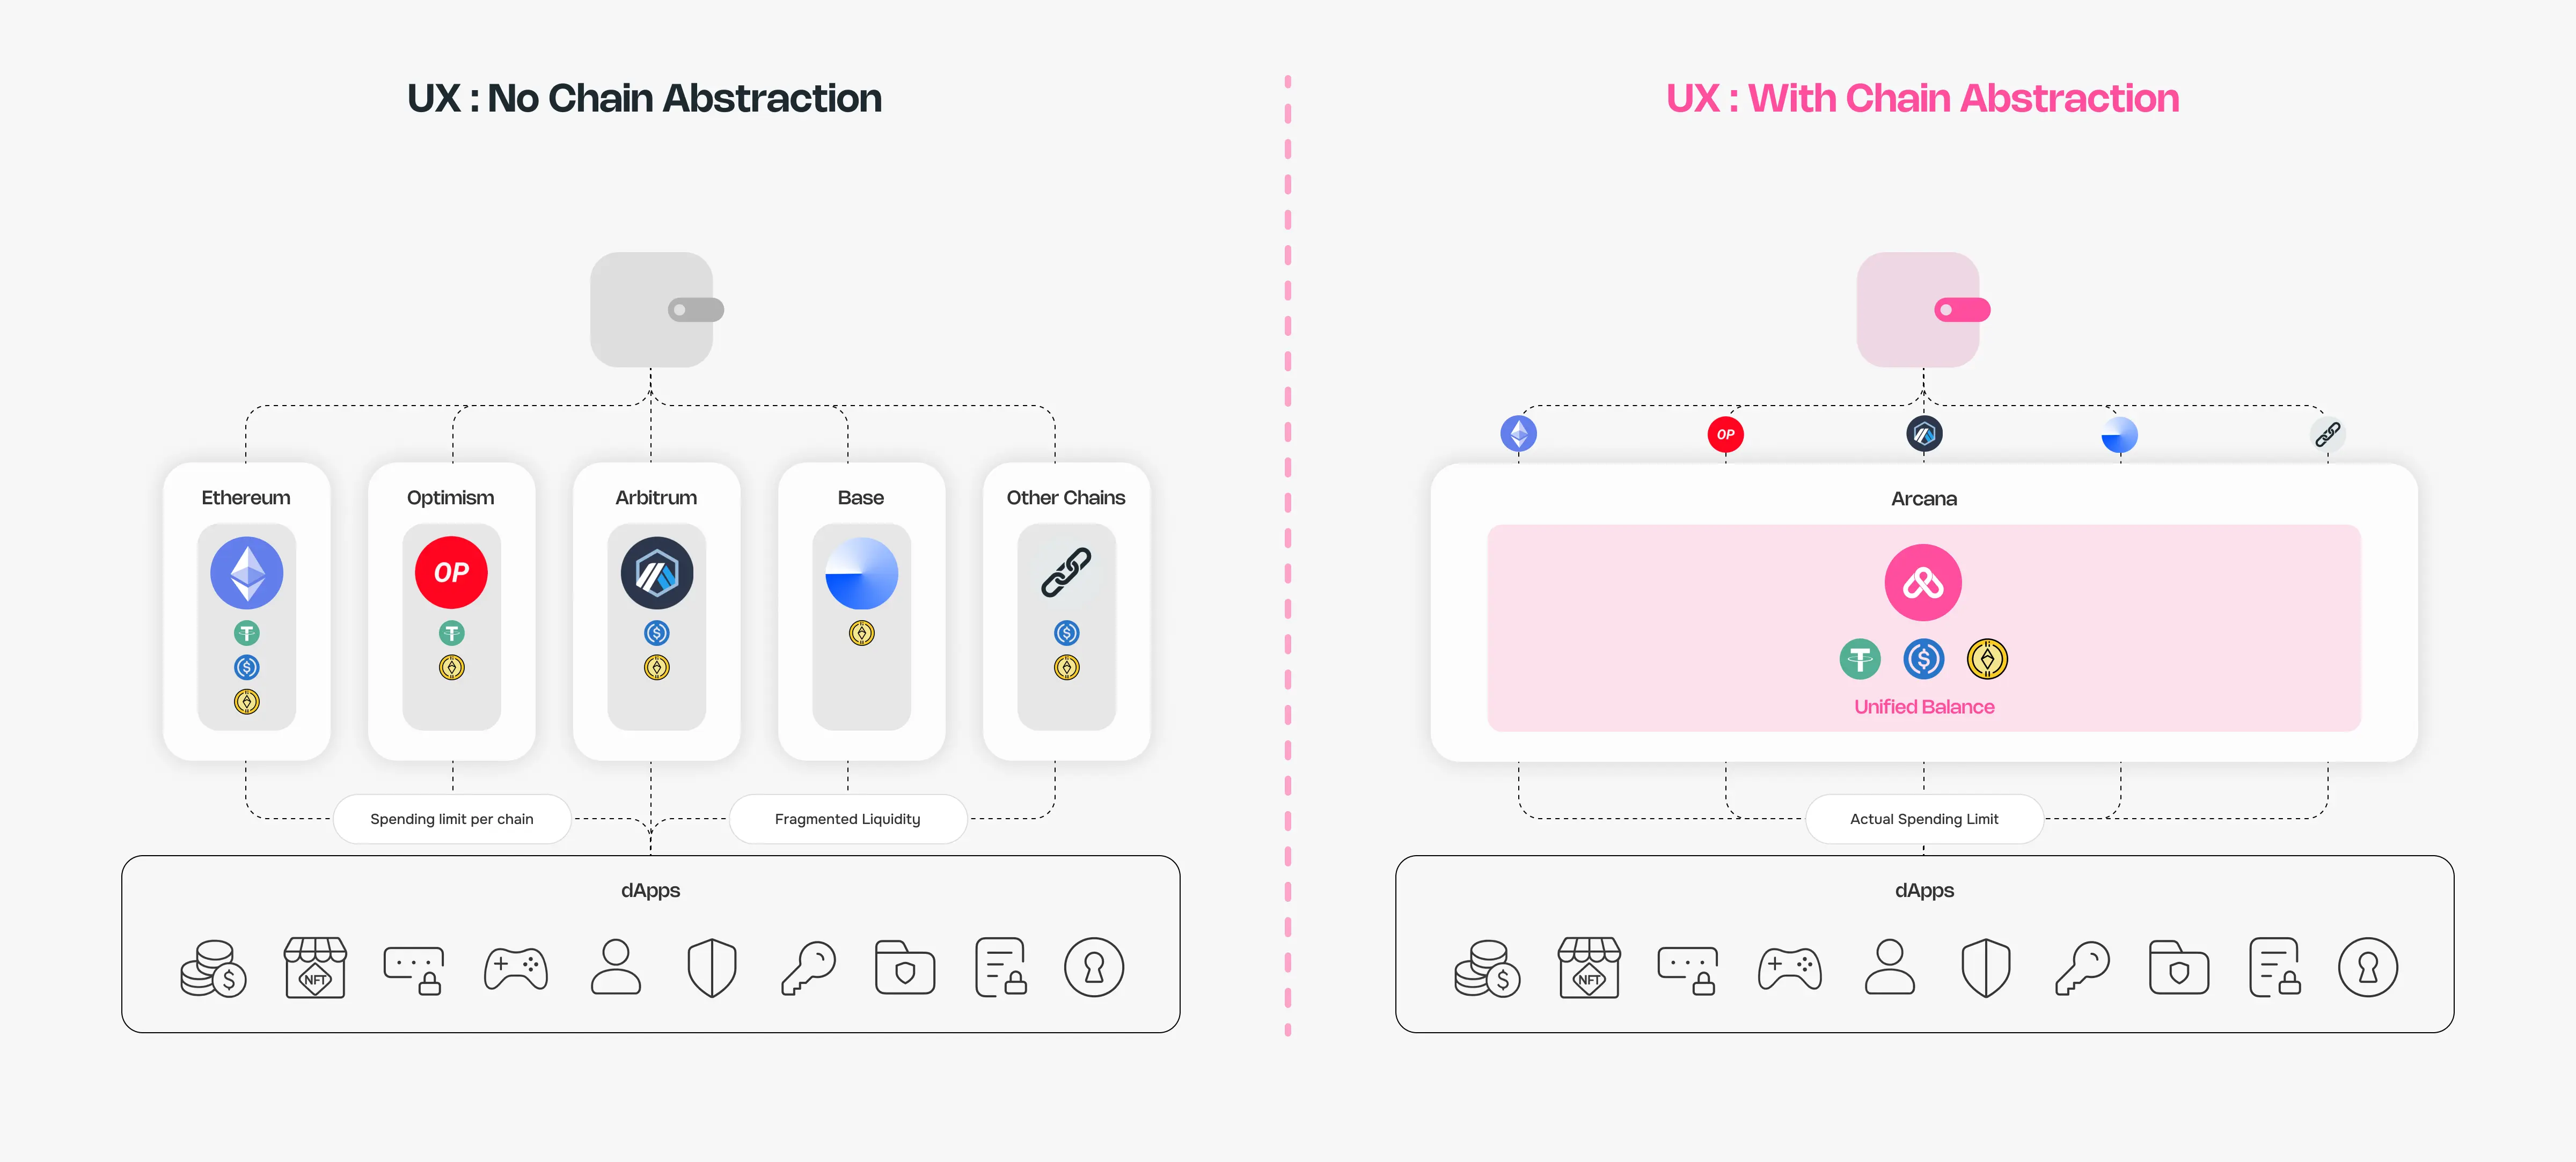 UX : No Chain Abstraction
Ethereum
Optimism
Arbitrum
Base
Other Chains
OP
Spending limit per chain
Fragmented Liquidity
dApps
NFT
UX : With Chain Abstraction
OP
Arcana
Unified Balance
Actual Spending Limit
dApps
NFT